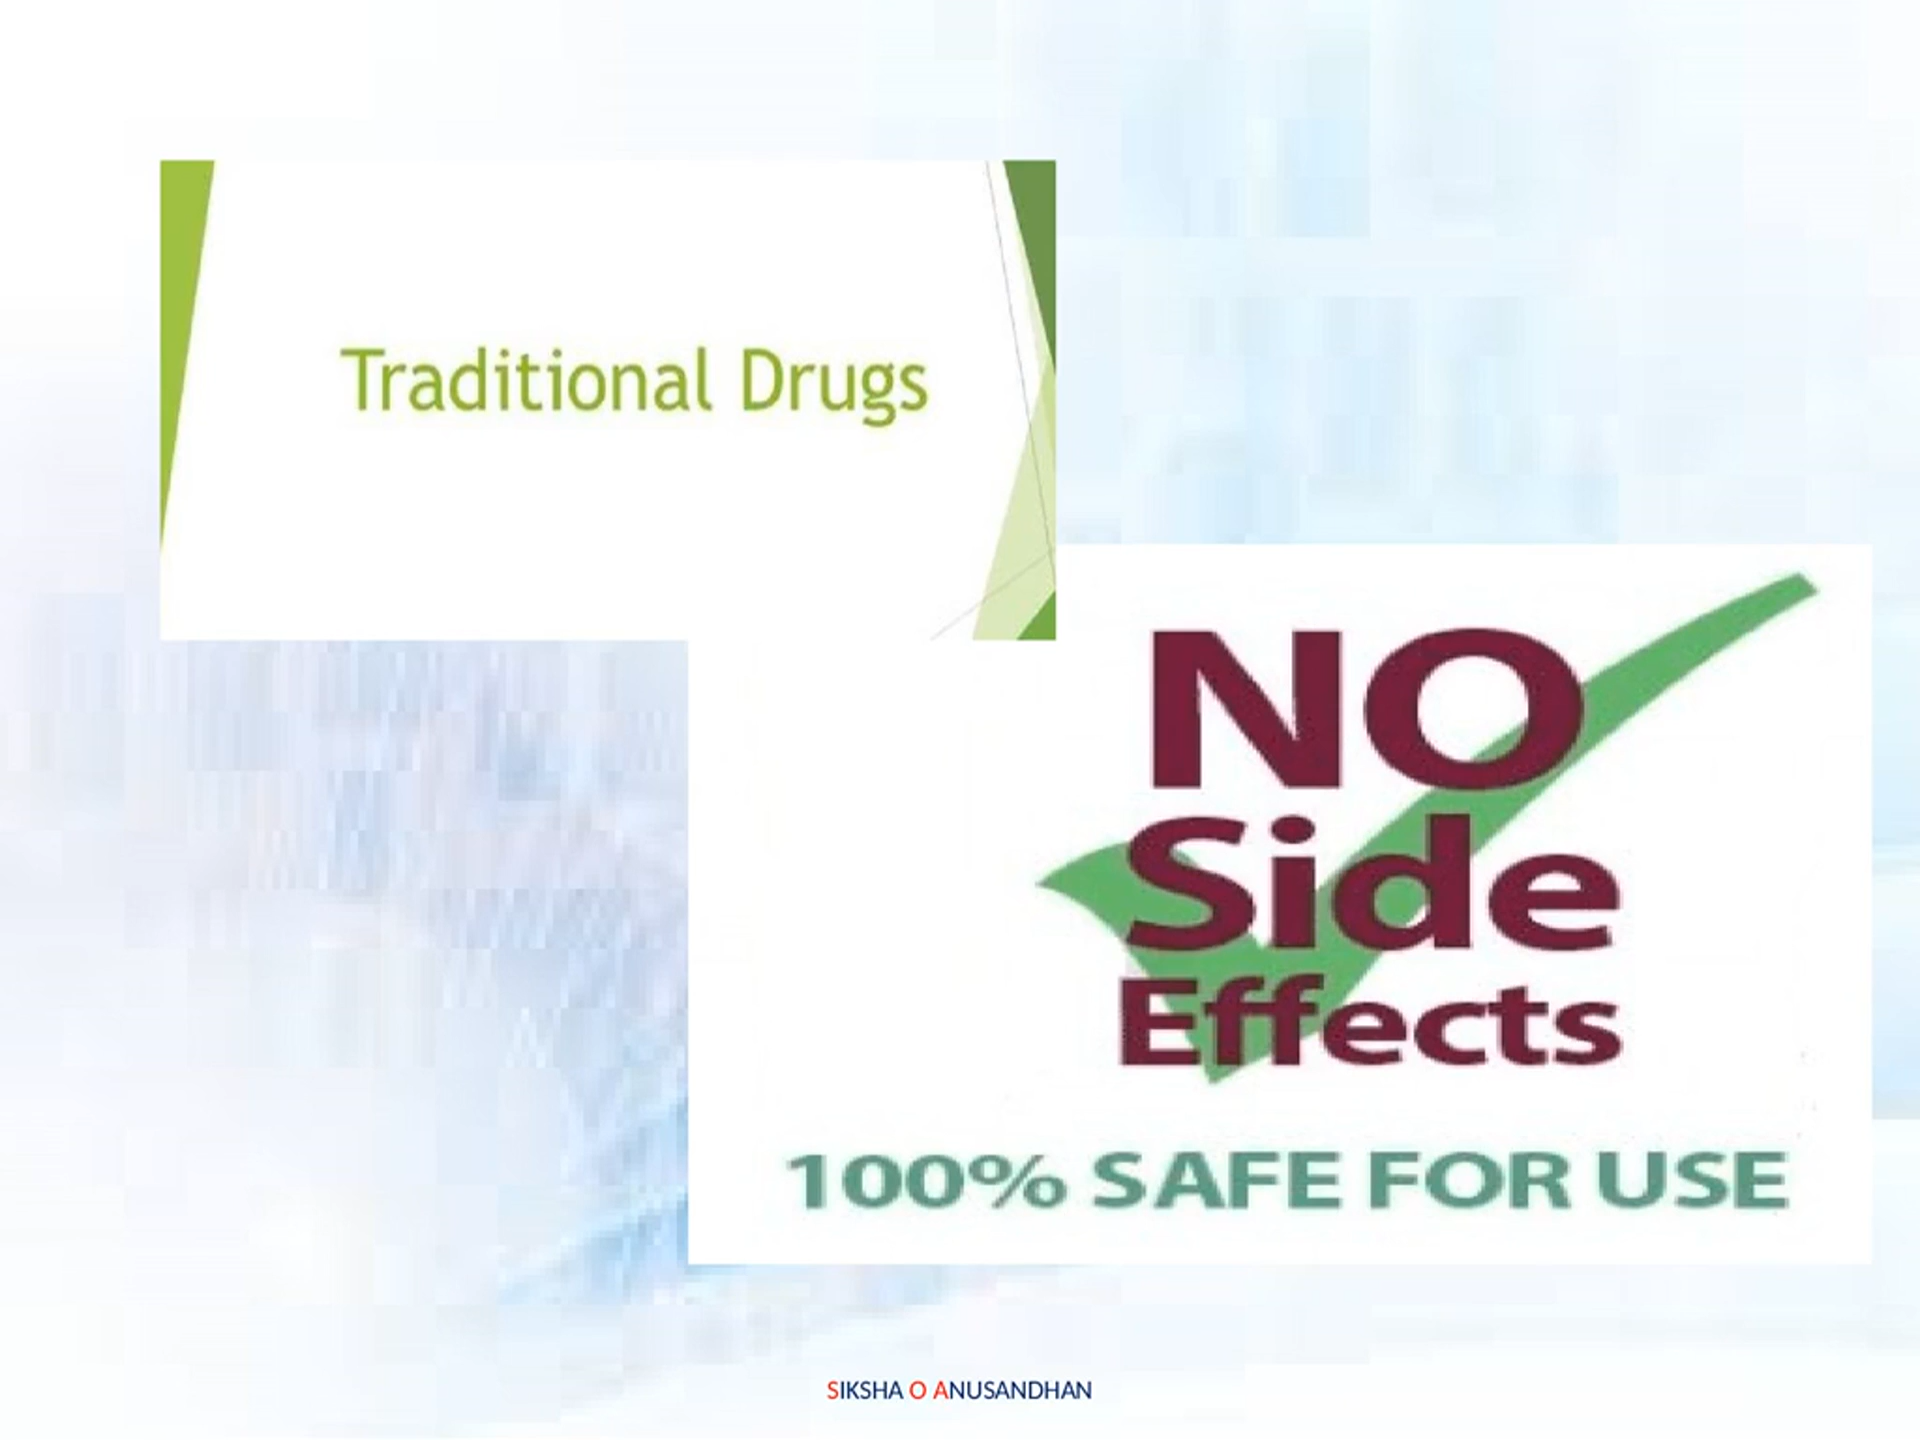 Traditional Drugs
NO
Side
Effects
100% SAFE FOR USE
SIKSHA O ANUSANDHAN